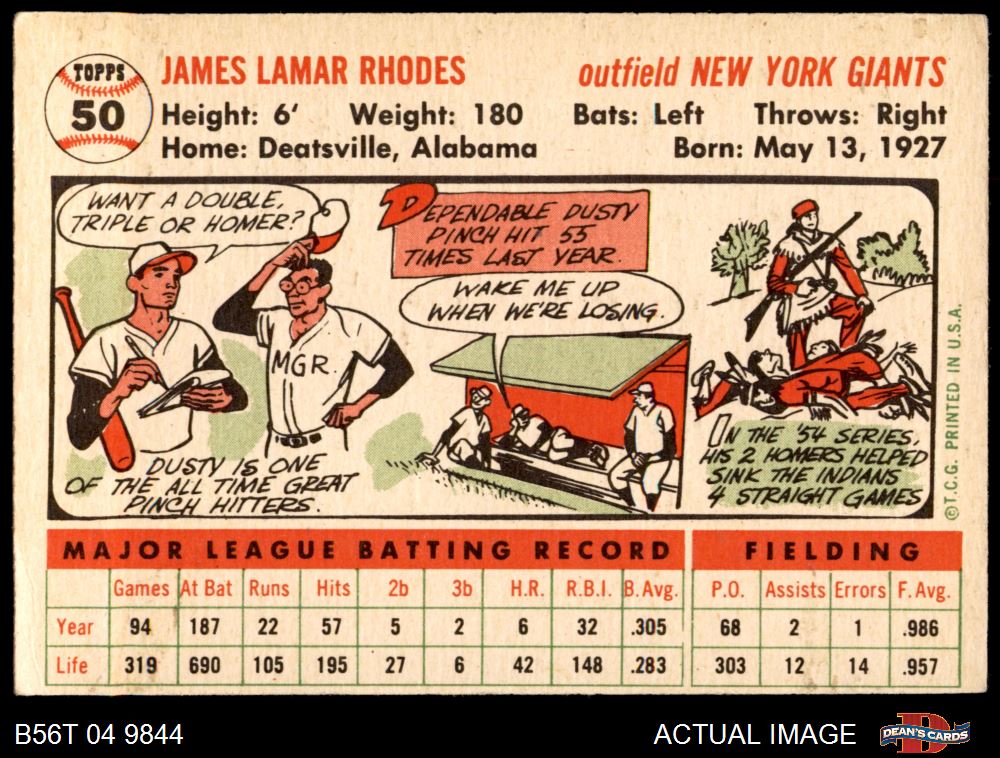 TOPPS
50
JAMES LAMAR RHODES
outfield NEW YORK GIANTS
Height: 6' Weight: 180 Bats: Left Throws: Right
Home: Deatsville, Alabama Born: May 13, 1927
WANT A DOUBLE,
TRIPLE OR HOMER?
MGR.
DUSTY IS ONE
OF THE ALL TIME GREAT
PINCH HITTERS.
DEPENDABLE DUSTY
PINCH HIT 55
TIMES LAST YEAR.
WAKE ME UP
WHEN WE'RE LOSING.
IN THE '54 SERIES,
HIS 2 HOMERS HELPED
SINK THE INDIANS
4 STRAIGHT GAMES
©T.C.G. PRINTED IN U.S.A.
MAJOR LEAGUE BATTING RECORD FIELDING
Games At Bat Runs Hits 2b 3b H.R. R.B.I. B.Avg. P.O. Assists Errors F. Avg.
Year 94 187 22 57 5 2 6 32 .305 68 2 1 .986
Life 319 690 105 195 27 6 42 148 .283 303 12 14 .957
B56T 04 9844 ACTUAL IMAGE
D
DEAN'S CARDS